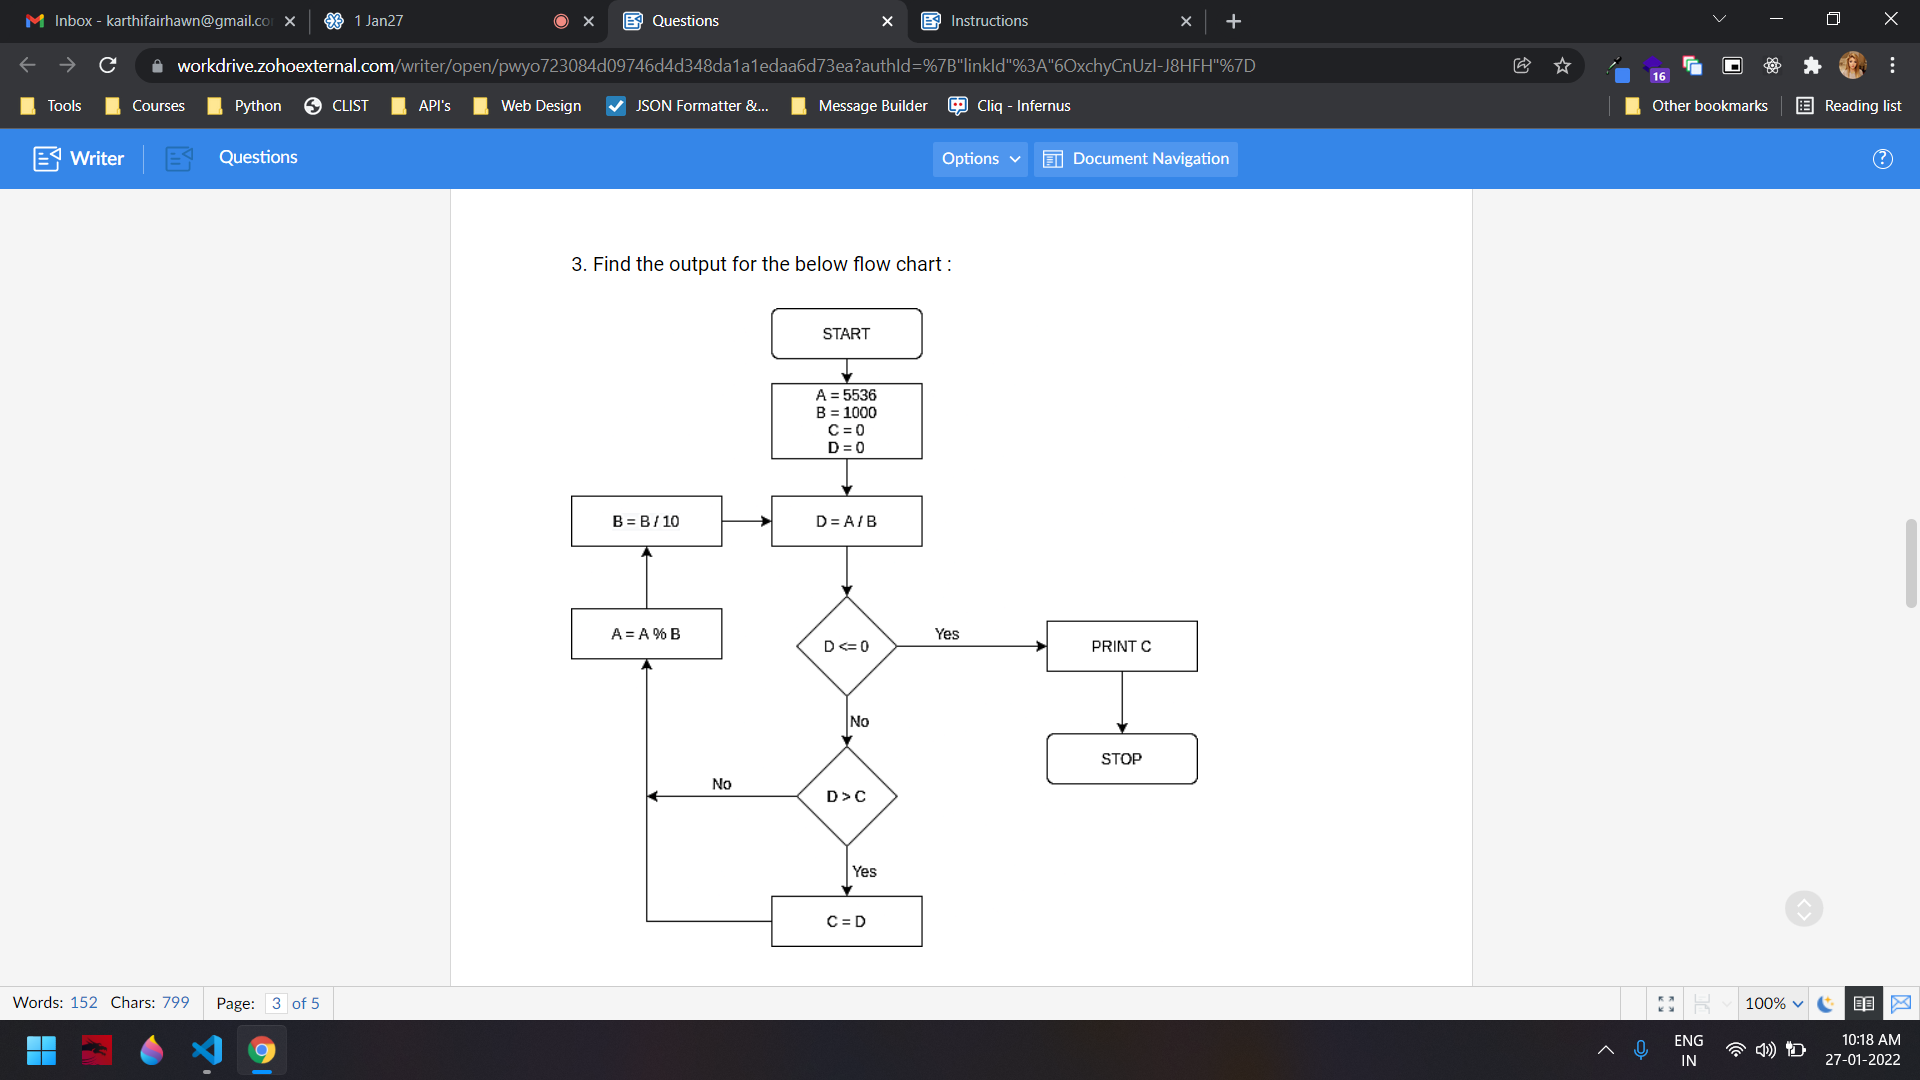 Inbox - karthifairhawn@gmail.co
1 Jan27
Questions
Instructions
workdrive.zohoexternal.com/writer/open/pwyo723084d09746d4d348da1a1edaa6d73ea?authId=%7B"linkId"%3A"6OxchyCnUzI-J8HFH"%7D
16
Tools
Courses
Python
CLIST
API's
Web Design
JSON Formatter &...
Message Builder
Cliq - Infernus
Other bookmarks
Reading list
Writer
Questions
Options
Document Navigation
3. Find the output for the below flow chart :
START
A = 5536
B = 1000
C = 0
D = 0
B = B / 10
D = A / B
A = A % B
D <= 0
Yes
PRINT C
No
STOP
No
D > C
Yes
C = D
Words: 152 Chars: 799 Page: 3 of 5
100%
ENG
IN
10:18 AM
27-01-2022